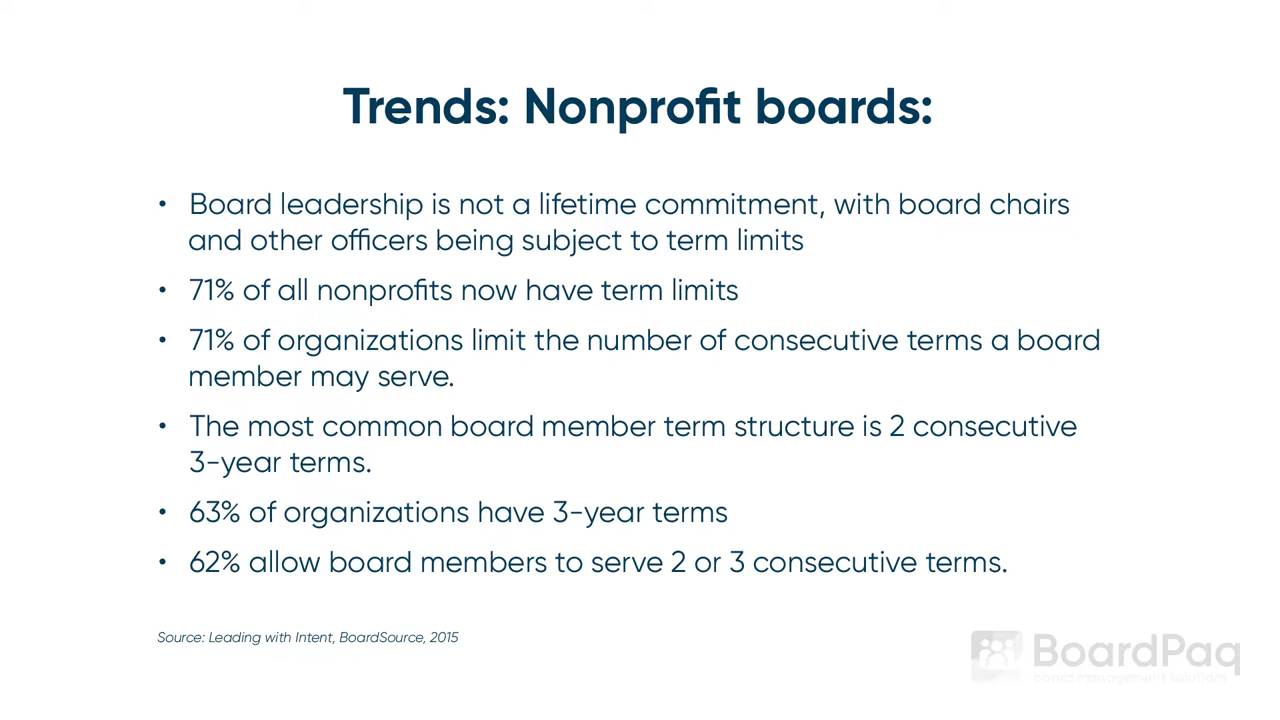 Trends: Nonprofit boards:
• Board leadership is not a lifetime commitment, with board chairs
and other officers being subject to term limits
• 71% of all nonprofits now have term limits
• 71% of organizations limit the number of consecutive terms a board
member may serve.
• The most common board member term structure is 2 consecutive
3-year terms.
• 63% of organizations have 3-year terms
• 62% allow board members to serve 2 or 3 consecutive terms.
Source: Leading with Intent, BoardSource, 2015
BoardPaq
board management solutions